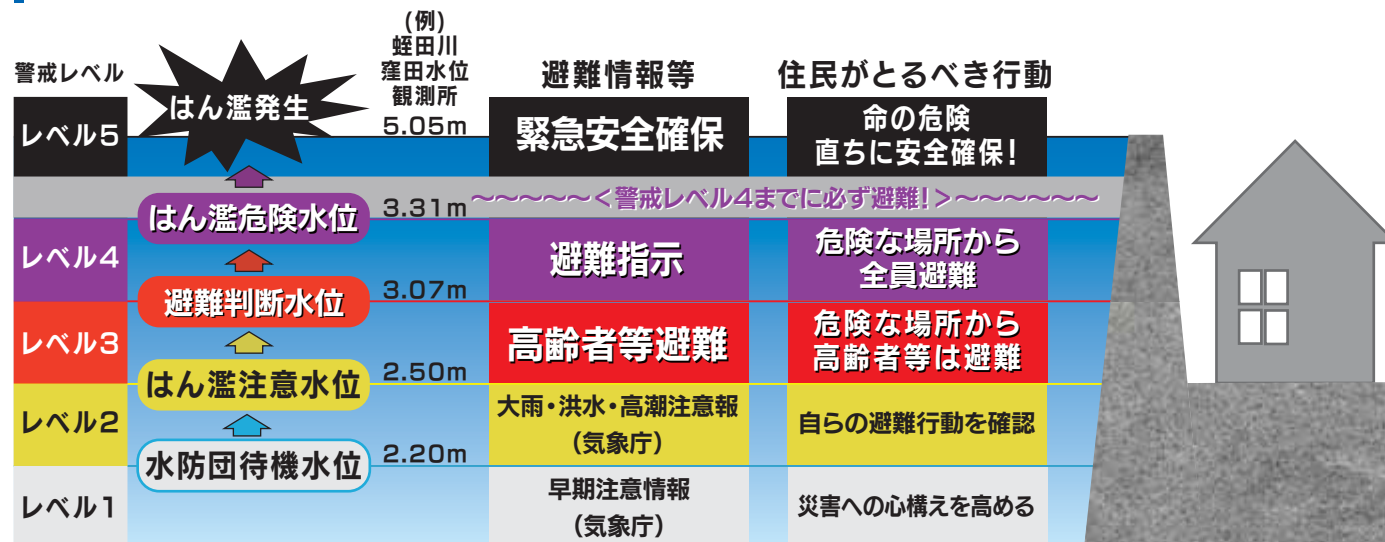 警戒レベル
(例)
蛭田川
窪田水位
観測所
避難情報等
住民がとるべき行動
レベル5
はん濫発生
5.05m
緊急安全確保
命の危険
直ちに安全確保!
~~~~~<警戒レベル4までに必ず避難!>~~~~~~
はん濫危険水位
3.31m
レベル4
避難指示
危険な場所から
全員避難
避難判断水位
3.07m
レベル3
高齢者等避難
危険な場所から
高齢者等は避難
はん濫注意水位
2.50m
レベル2
大雨・洪水・高潮注意報
(気象庁)
自らの避難行動を確認
水防団待機水位
2.20m
レベル1
早期注意情報
(気象庁)
災害への心構えを高める